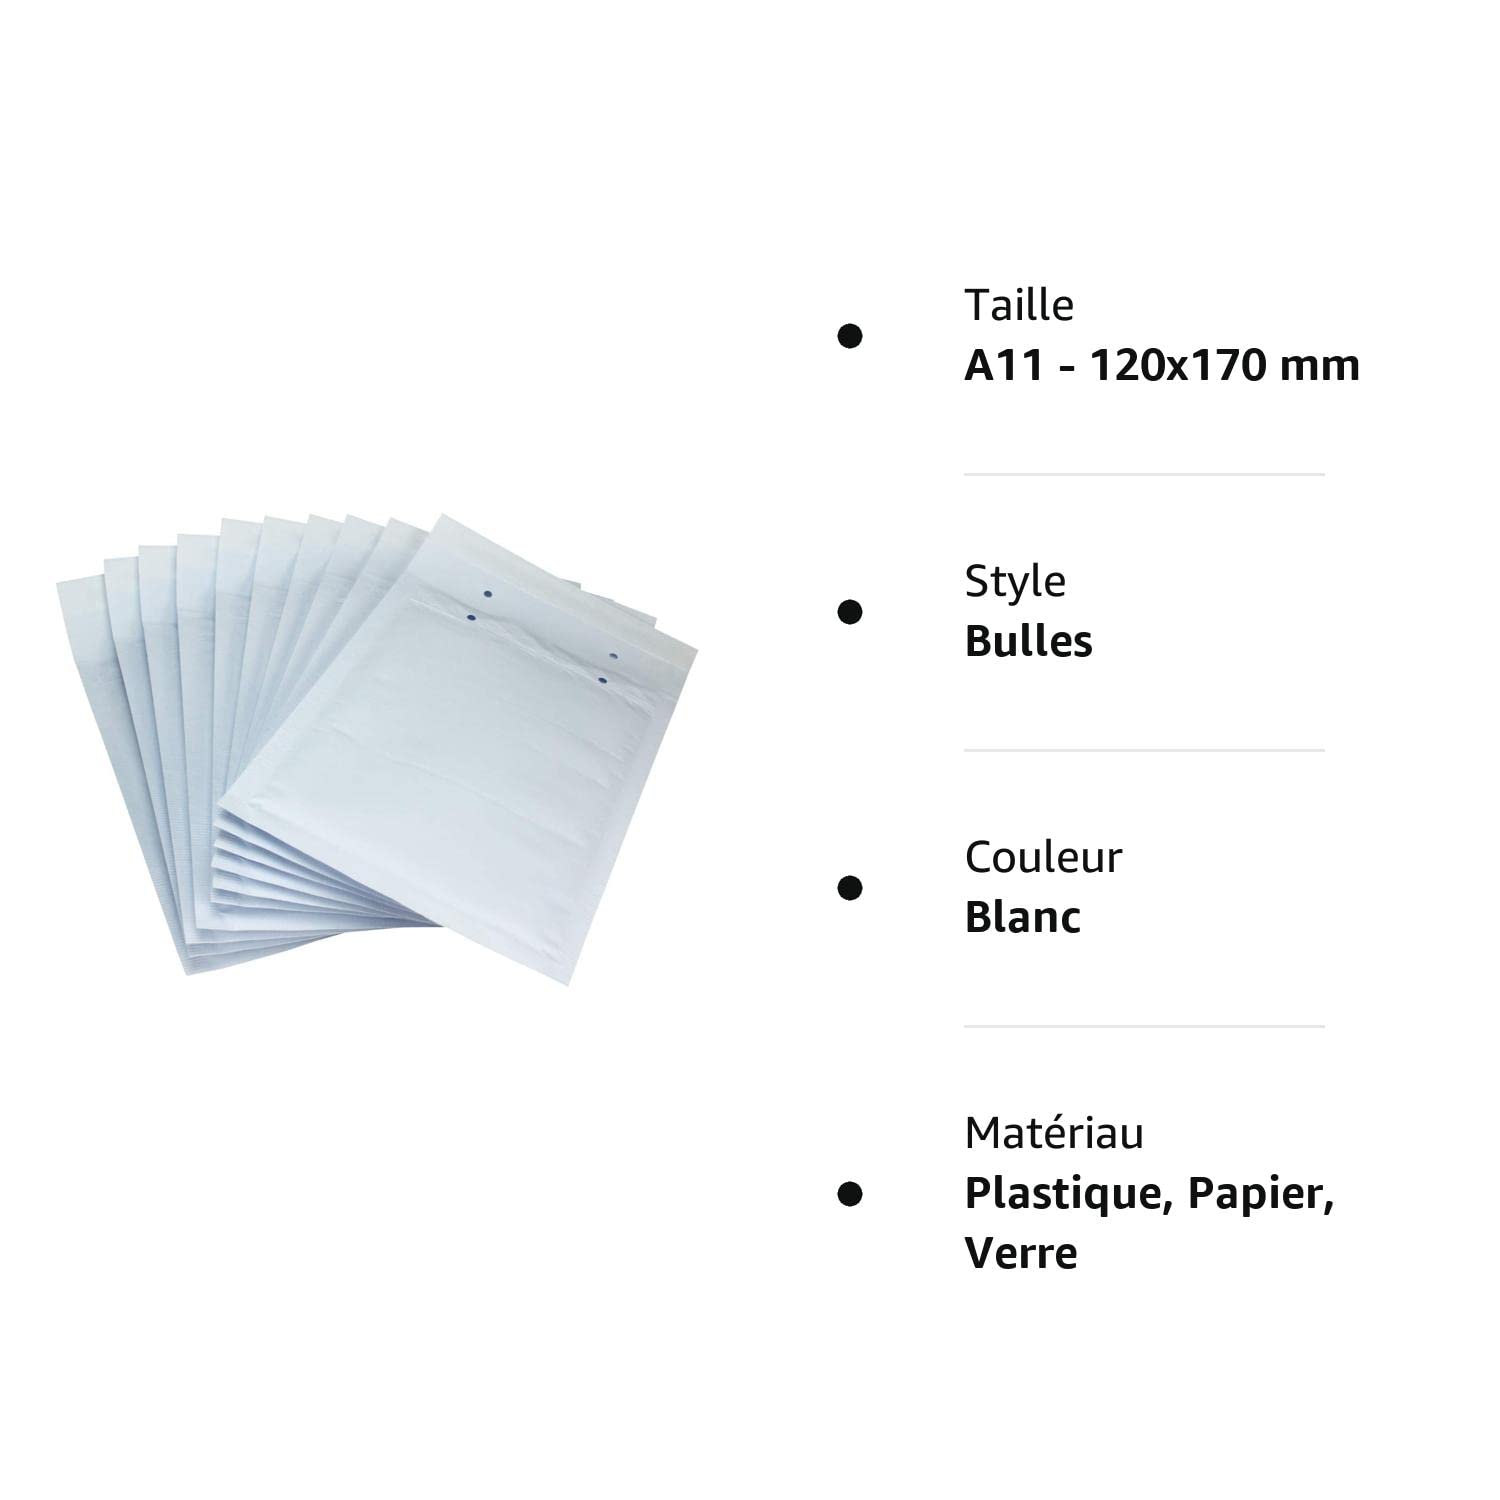 Taille
A11 - 120x170 mm
Style
Bulles
Couleur
Blanc
Matériau
Plastique, Papier,
Verre